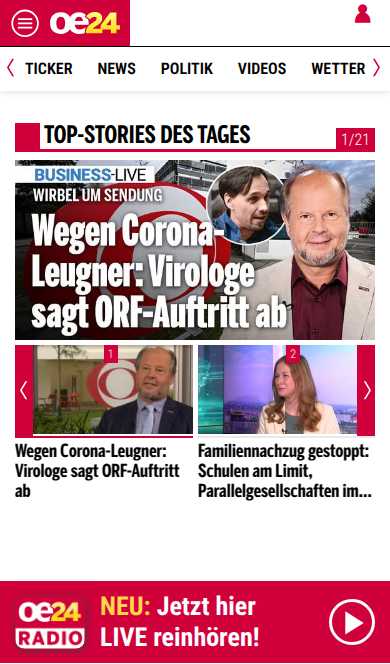 oe24
TICKER NEWS POLITIK VIDEOS WETTER
TOP-STORIES DES TAGES
1/21
BUSINESS-LIVE
WIRBEL UM SENDUNG
Wegen Corona-
Leugner: Virologe
sagt ORF-Auftritt ab
1
2
Wegen Corona-Leugner:
Virologe sagt ORF-Auftritt
ab
Familiennachzug gestoppt:
Schulen am Limit,
Parallelgesellschaften im...
oe24
RADIO
NEU: Jetzt hier
LIVE reinhören!